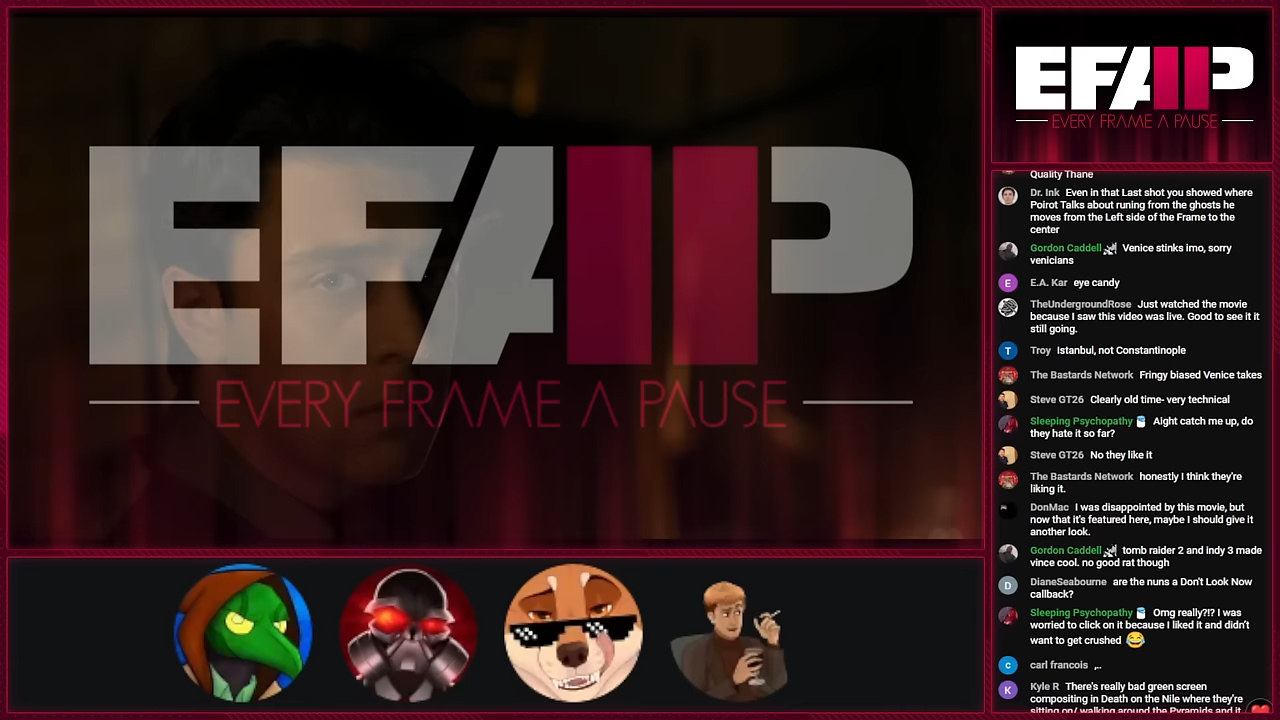 EFAP
EVERY FRAME A PAUSE
EFAP
EVERY FRAME A PAUSE
Quality Thane
Dr. Ink Even in that Last shot you showed where
Poirot Talks about runing from the ghosts he
moves from the Left side of the Frame to the
center
Gordon Caddell Venice stinks imo, sorry
venicians
E
E.A. Kar eye candy
TheUndergroundRose Just watched the movie
because I saw this video was live. Good to see it it
still going.
T
Troy Istanbul, not Constantinople
The Bastards Network Fringy biased Venice takes
Steve GT26 Clearly old time- very technical
Sleeping Psychopathy Aight catch me up, do
they hate it so far?
Steve GT26 No they like it
The Bastards Network honestly I think they're
liking it.
DonMac I was disappointed by this movie, but
now that it's featured here, maybe I should give it
another look.
Gordon Caddell tomb raider 2 and indy 3 made
vince cool. no good rat though
D
DianeSeabourne are the nuns a Don't Look Now
callback?
Sleeping Psychopathy Omg really?!? I was
worried to click on it because I liked it and didn't
want to get crushed 😂
c
carl francois ,..
K
Kyle R There's really bad green screen
compositing in Death on the Nile where they're
sitting on/ walking around the Pyramids and it